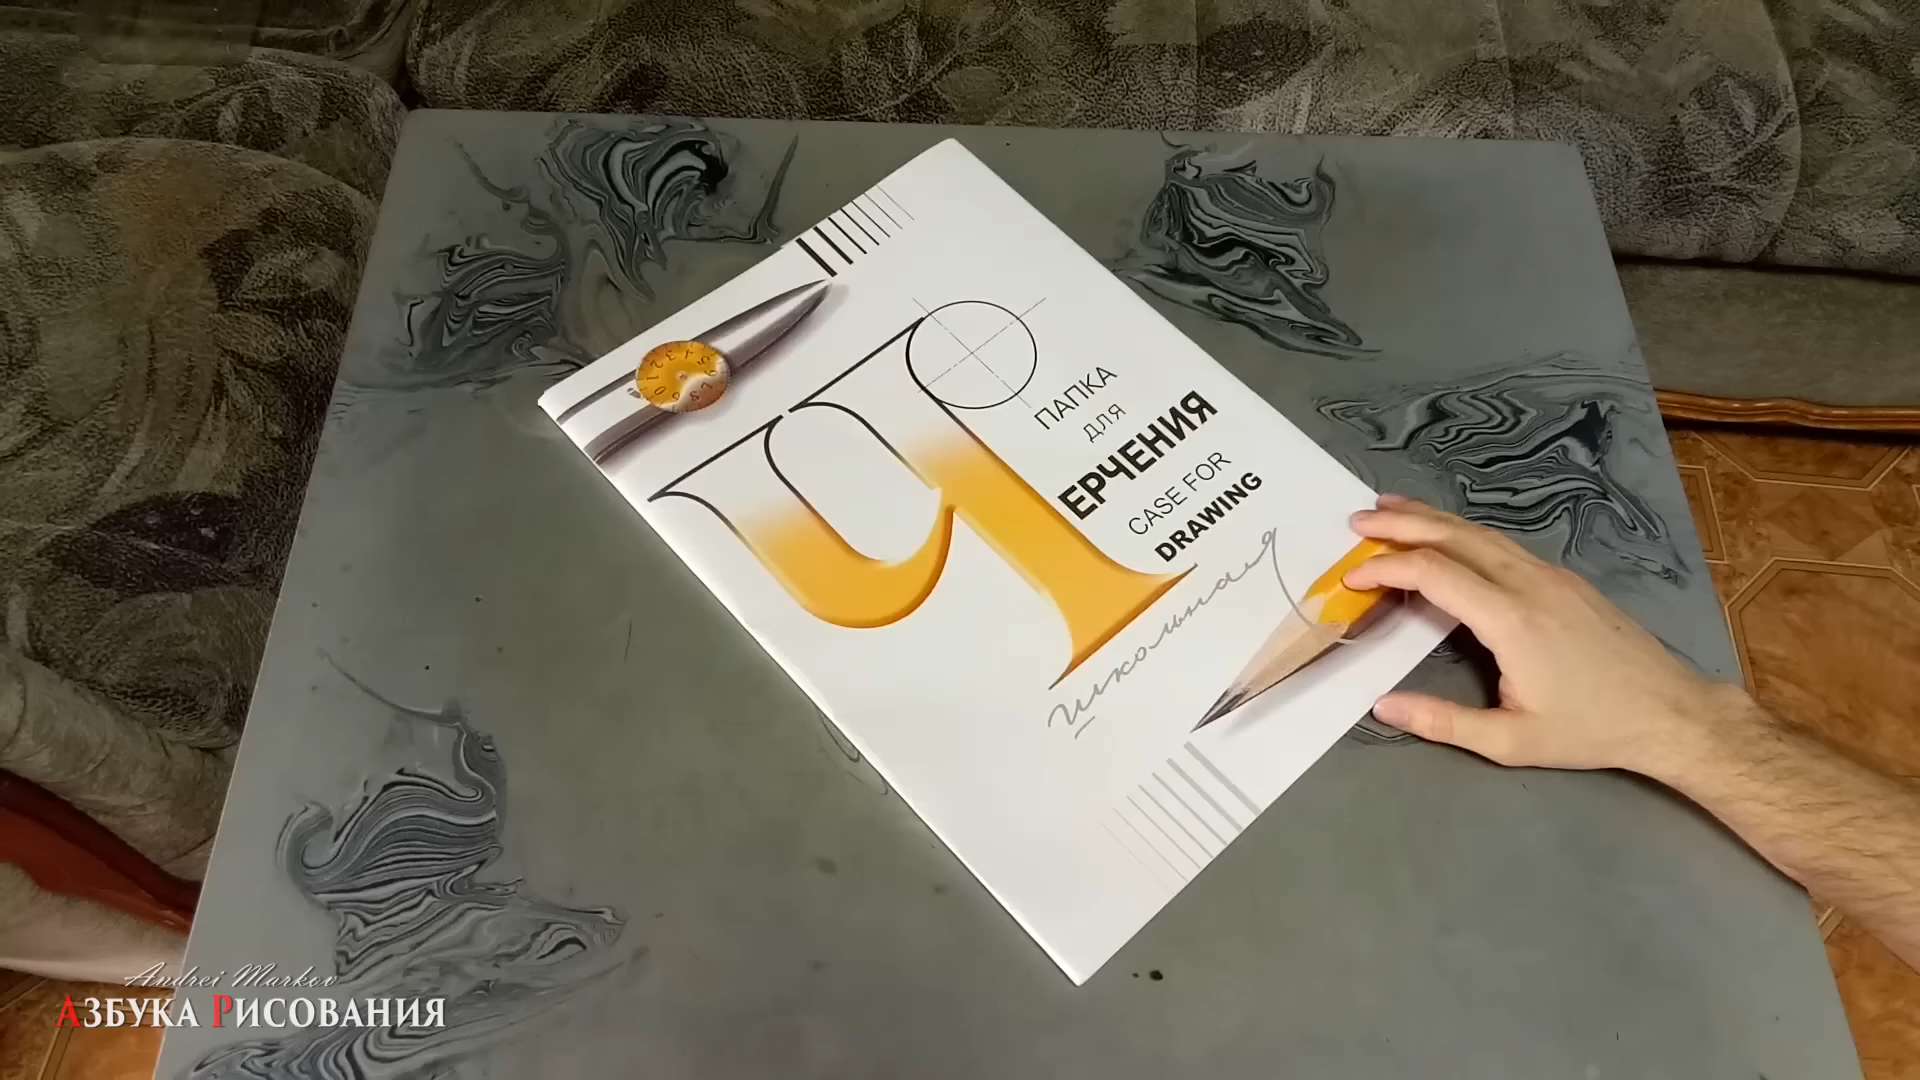 Ч
ПАПКА
ДЛЯ
ЕРЧЕНИЯ
CASE FOR
DRAWING
школьная
Andrei Markov
АЗБУКА РИСОВАНИЯ